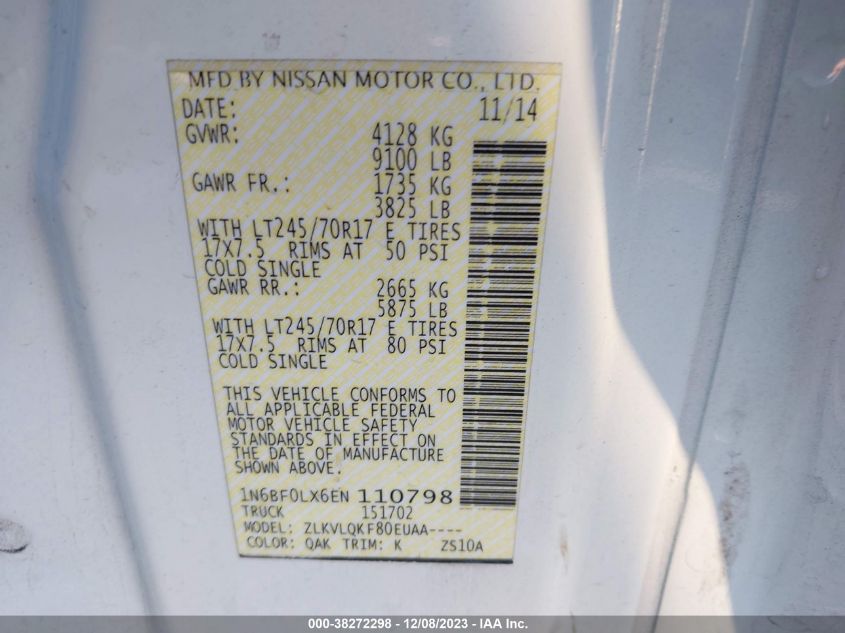 MFD BY NISSAN MOTOR CO., LTD.
DATE: 11/14
GVWR: 4128 KG
9100 LB
GAWR FR.: 1735 KG
3825 LB
WITH LT245/70R17 E TIRES
17X7.5 RIMS AT 50 PSI
COLD SINGLE
GAWR RR.: 2665 KG
5875 LB
WITH LT245/70R17 E TIRES
17X7.5 RIMS AT 80 PSI
COLD SINGLE
THIS VEHICLE CONFORMS TO
ALL APPLICABLE FEDERAL
MOTOR VEHICLE SAFETY
STANDARDS IN EFFECT ON
THE DATE OF MANUFACTURE
SHOWN ABOVE.
1N6BF0LX6EN 110798
TRUCK 151702
MODEL: ZLKVLQKF80EUAA----
COLOR: QAK TRIM: K ZS10A
000-38272298 - 12/08/2023 - IAA Inc.